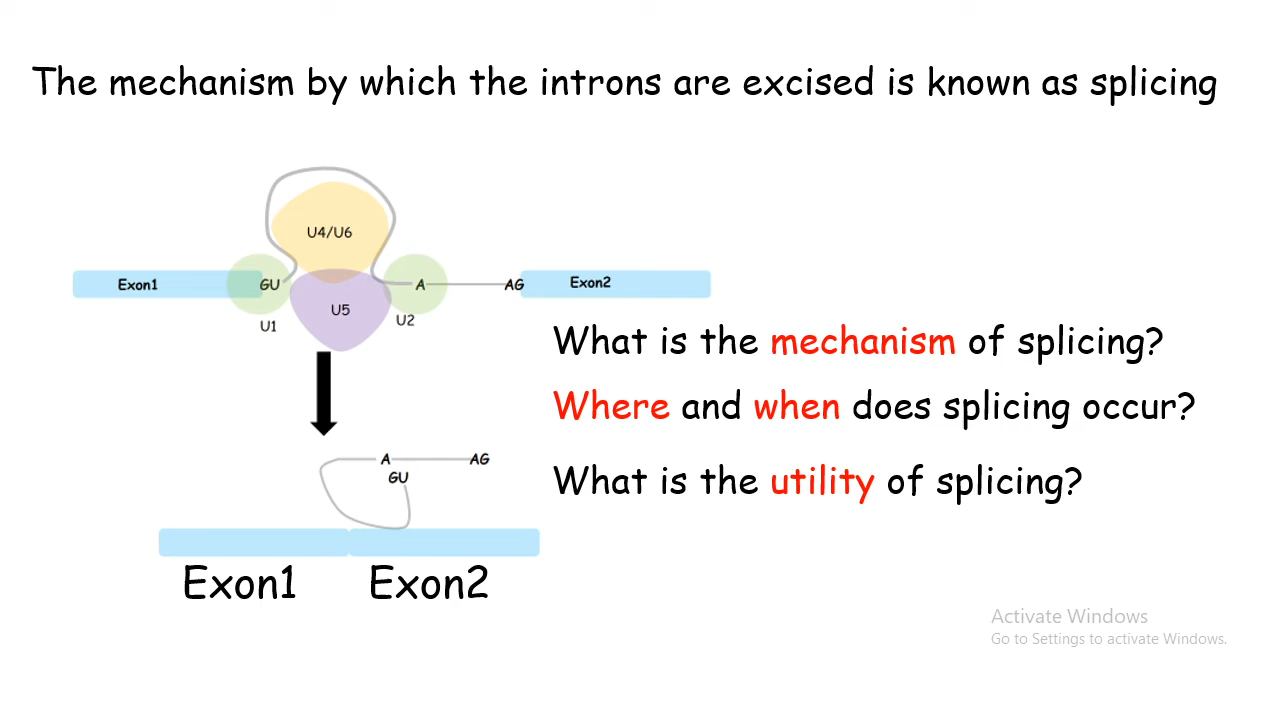 The mechanism by which the introns are excised is known as splicing
U4/U6
Exon1
GU
U5
A
AG
Exon2
U1
U2
What is the mechanism of splicing?
Where and when does splicing occur?
A
AG
GU
What is the utility of splicing?
Exon1
Exon2
Activate Windows
Go to Settings to activate Windows.